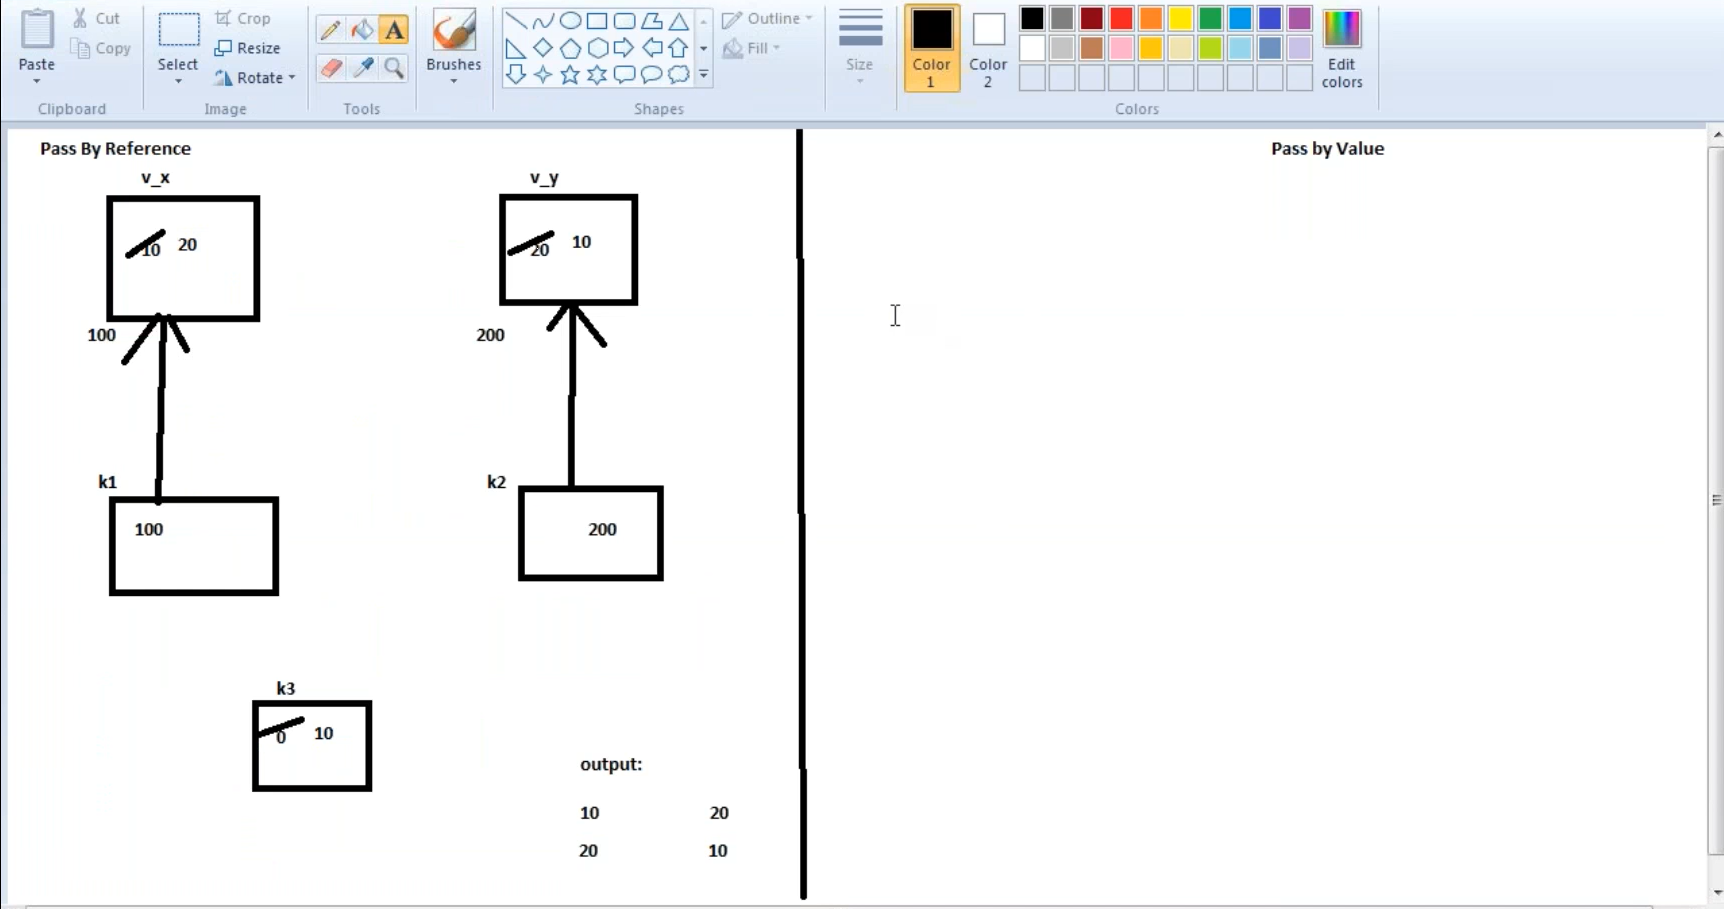 Paste
Cut
Copy
Clipboard
Select
Crop
Resize
Rotate
Image
A
Tools
Brushes
Outline
Fill
Shapes
Size
Color
1
Color
2
Edit
colors
Colors
Pass By Reference
v_x
v_y
10 20
20 10
100
200
k1
k2
100
200
k3
0 10
output:
10 20
20 10
Pass by Value